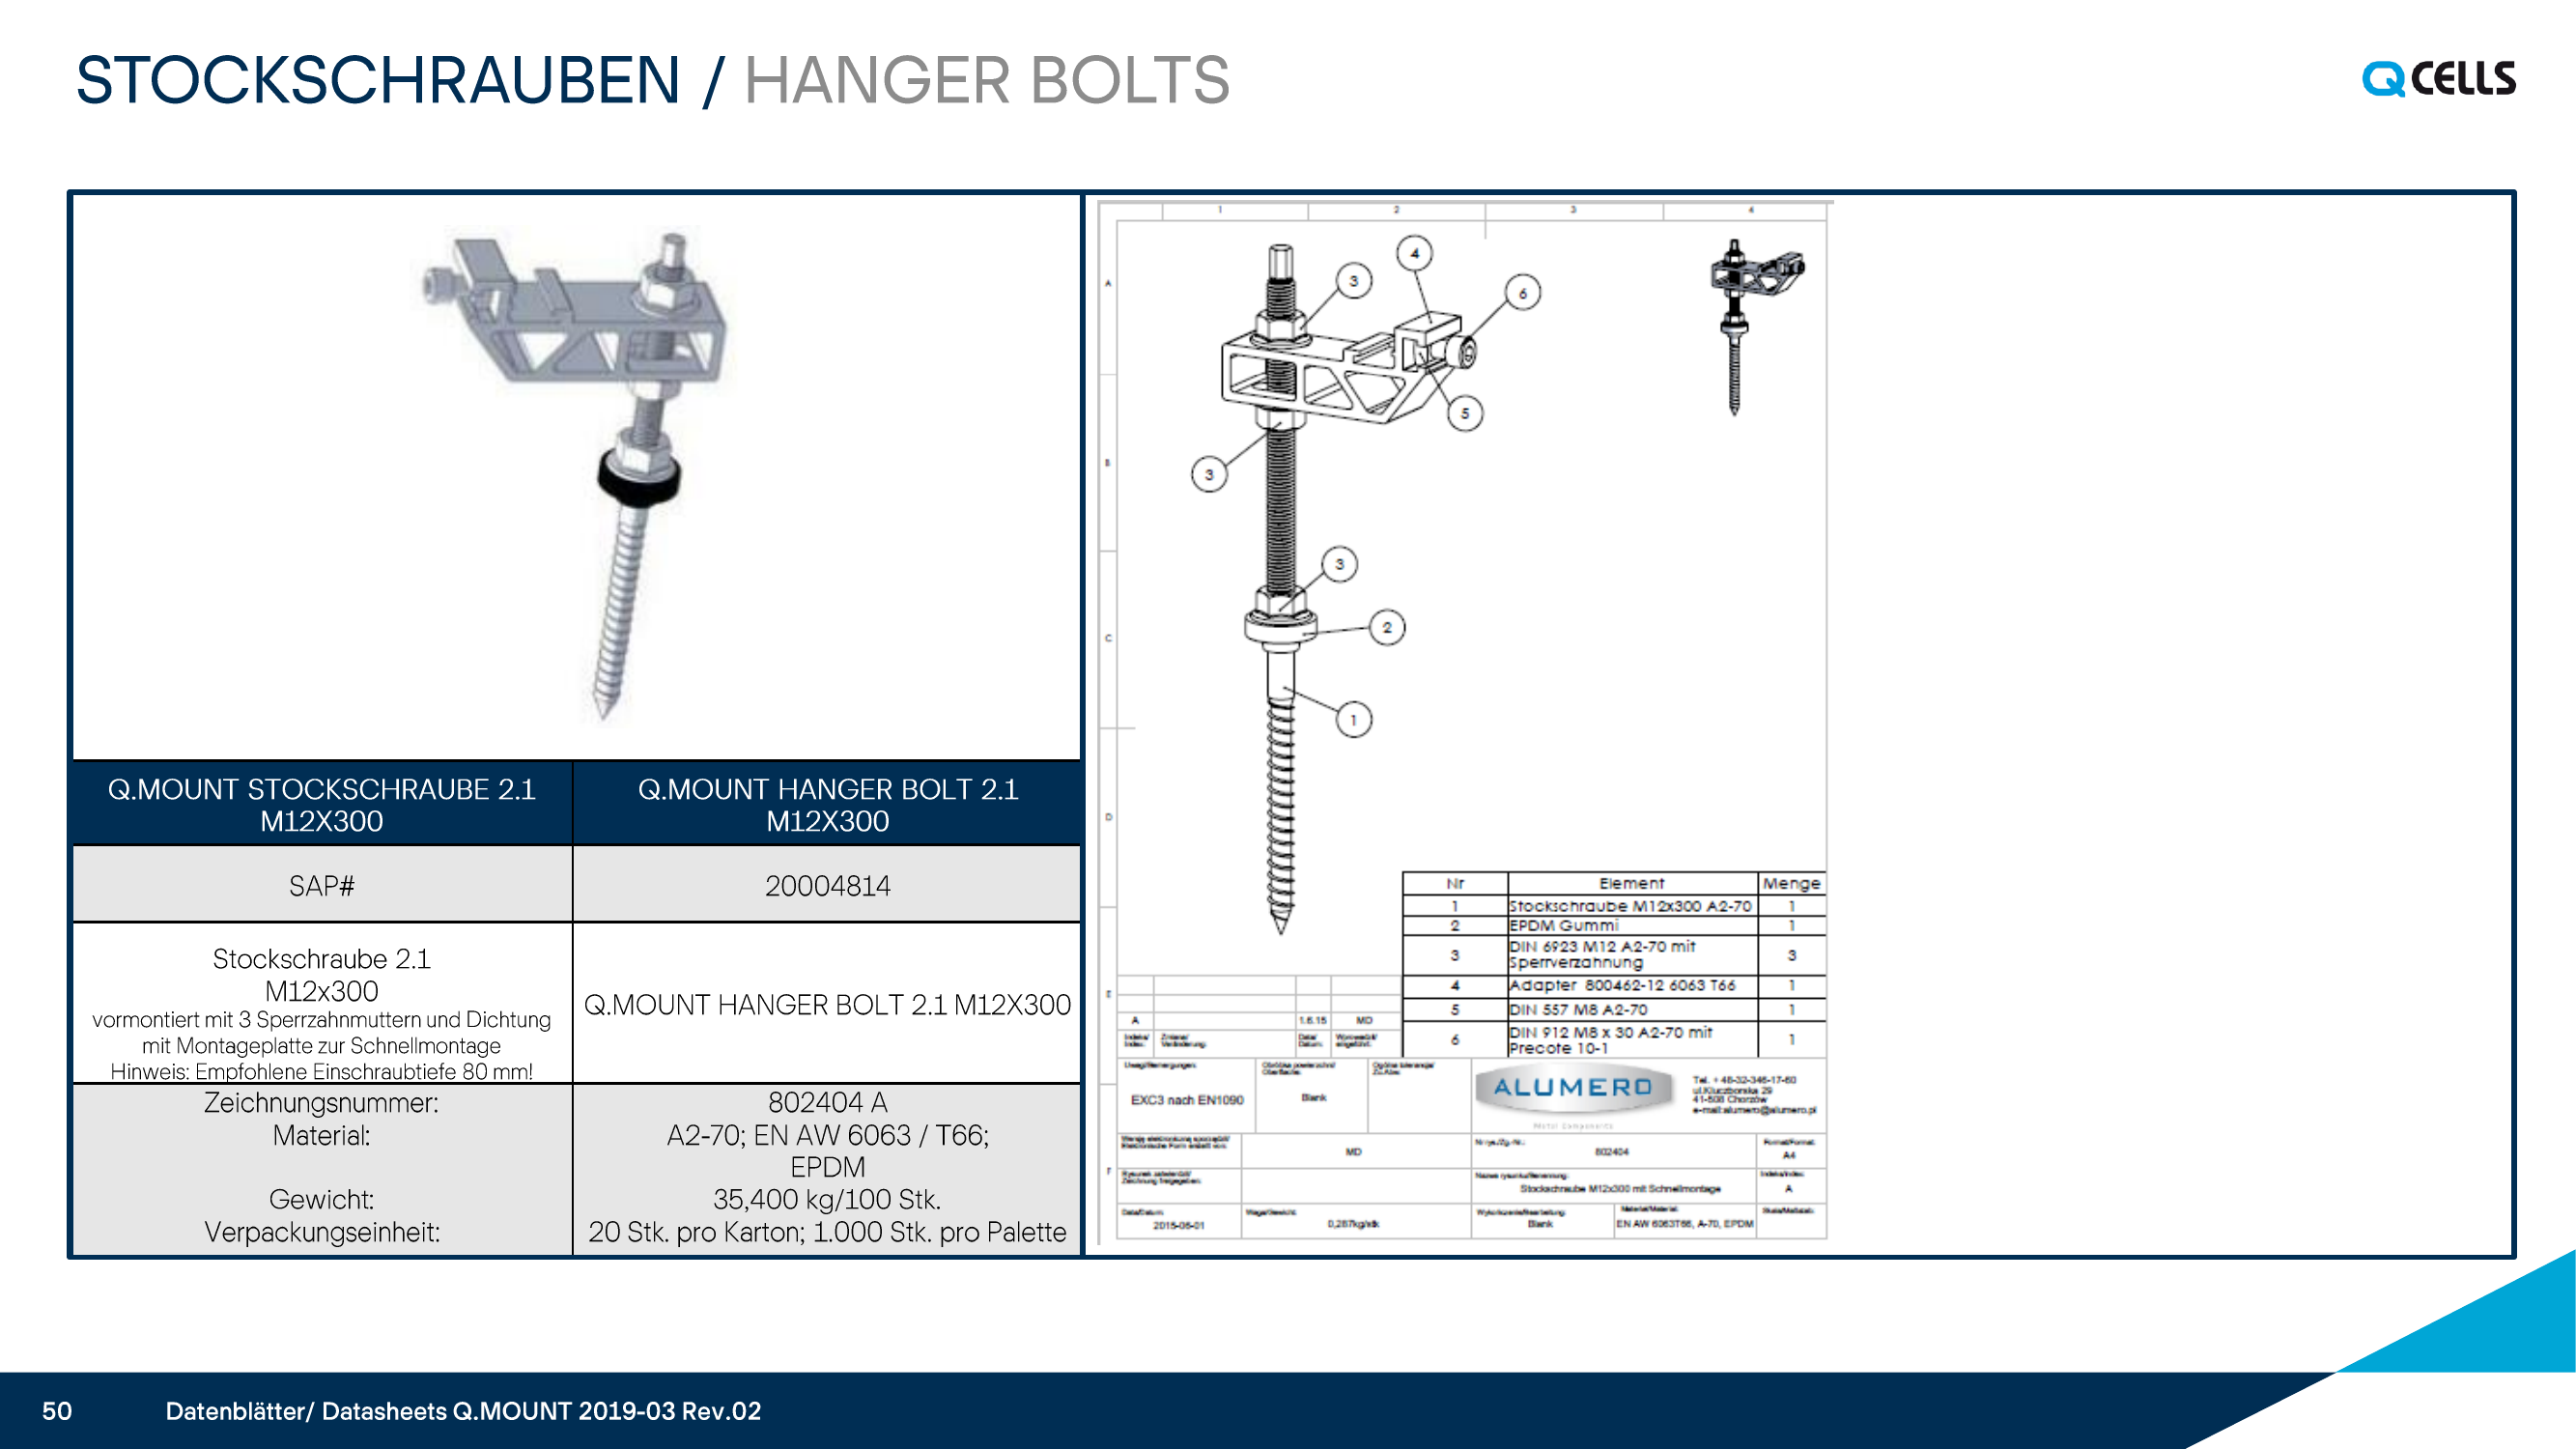 STOCKSCHRAUBEN / HANGER BOLTS
Q CELLS
Q.MOUNT STOCKSCHRAUBE 2.1
M12X300
Q.MOUNT HANGER BOLT 2.1
M12X300
SAP#
20004814
Stockschraube 2.1
M12x300
vormontiert mit 3 Sperrzahnmuttern und Dichtung
mit Montageplatte zur Schnellmontage
Hinweis: Empfohlene Einschraubtiefe 80 mm!
Q.MOUNT HANGER BOLT 2.1 M12X300
Zeichnungsnummer:
802404 A
Material:
A2-70; EN AW 6063 / T66;
EPDM
Gewicht:
35,400 kg/100 Stk.
Verpackungseinheit:
20 Stk. pro Karton; 1.000 Stk. pro Palette
1 2 3 4
A
B
C
D
E
F
3
4
6
5
3
3
2
1
Nr Element Menge
1 Stockschraube M12x300 A2-70 1
2 EPDM Gummi 1
3 DIN 6923 M12 A2-70 mit
Sperrverzahnung 3
4 Adapter 800462-12 6063 T66 1
5 DIN 557 M8 A2-70 1
6 DIN 912 M8 x 30 A2-70 mit
Precote 10-1 1
A 1.6.15 MD
EXC3 nach EN1090
Blank
ALUMERO
Metal Components
Tel. + 48-32-346-17-60
ul.Kluczborska 29
41-508 Chorzów
e-mail:alumero@alumero.pl
MD
802404
Format/Format:
A4
Stockschraube M12x300 mit Schnellmontage
A
2015-06-01
0,287kg/stk
Blank
EN AW 6063T66, A-70, EPDM
50
Datenblätter/ Datasheets Q.MOUNT 2019-03 Rev.02